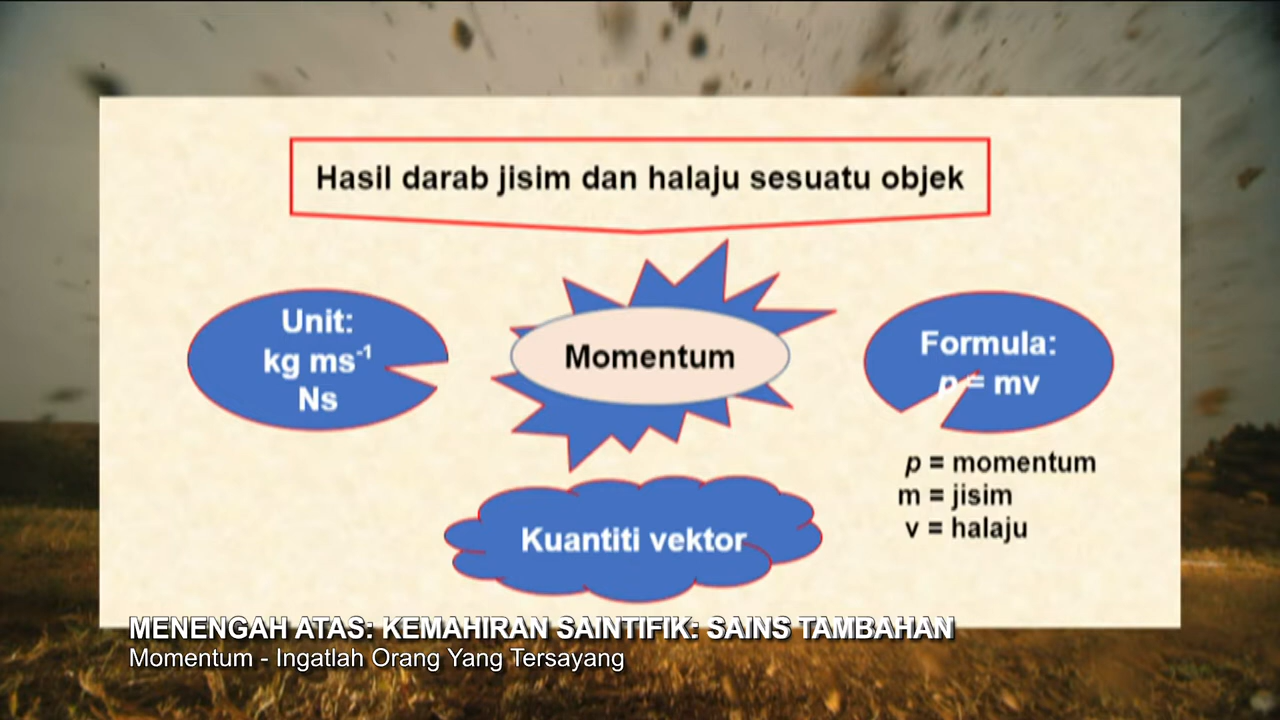 Hasil darab jisim dan halaju sesuatu objek
Unit:
kg ms⁻¹
Ns
Momentum
Formula:
p = mv
p = momentum
m = jisim
v = halaju
Kuantiti vektor
MENENGAH ATAS: KEMAHIRAN SAINTIFIK: SAINS TAMBAHAN
Momentum - Ingatlah Orang Yang Tersayang